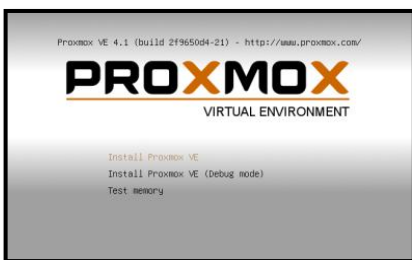 Proxmox VE 4.1 (build 2f9650d4-21) - http://www.proxmox.com/
PROXMOX
VIRTUAL ENVIRONMENT
Install Proxmox VE
Install Proxmox VE (Debug mode)
Test memory